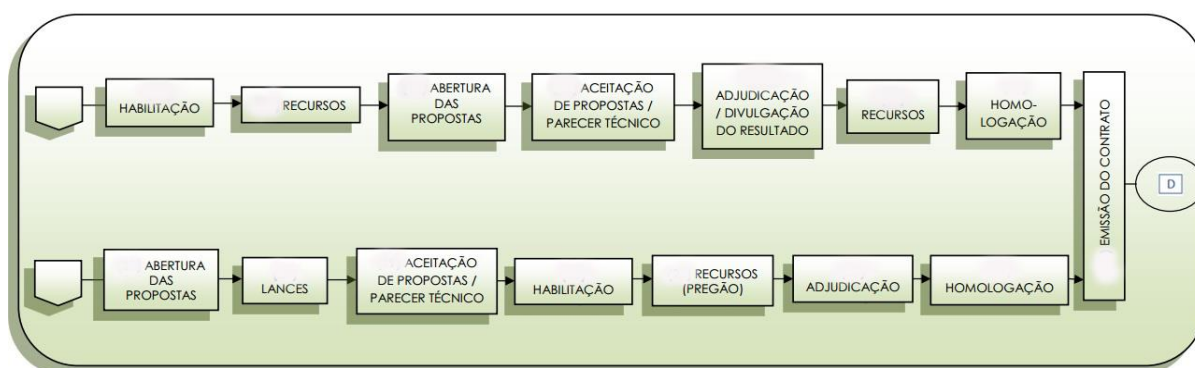 HABILITAÇÃO
RECURSOS
ABERTURA
DAS
PROPOSTAS
ACEITAÇÃO
DE PROPOSTAS /
PARECER TÉCNICO
ADJUDICAÇÃO
/ DIVULGAÇÃO
DO RESULTADO
RECURSOS
HOMO-
LOGAÇÃO
EMISSÃO DO CONTRATO
D
ABERTURA
DAS
PROPOSTAS
LANCES
ACEITAÇÃO
DE PROPOSTAS /
PARECER TÉCNICO
HABILITAÇÃO
RECURSOS
(PREGÃO)
ADJUDICAÇÃO
HOMOLOGAÇÃO